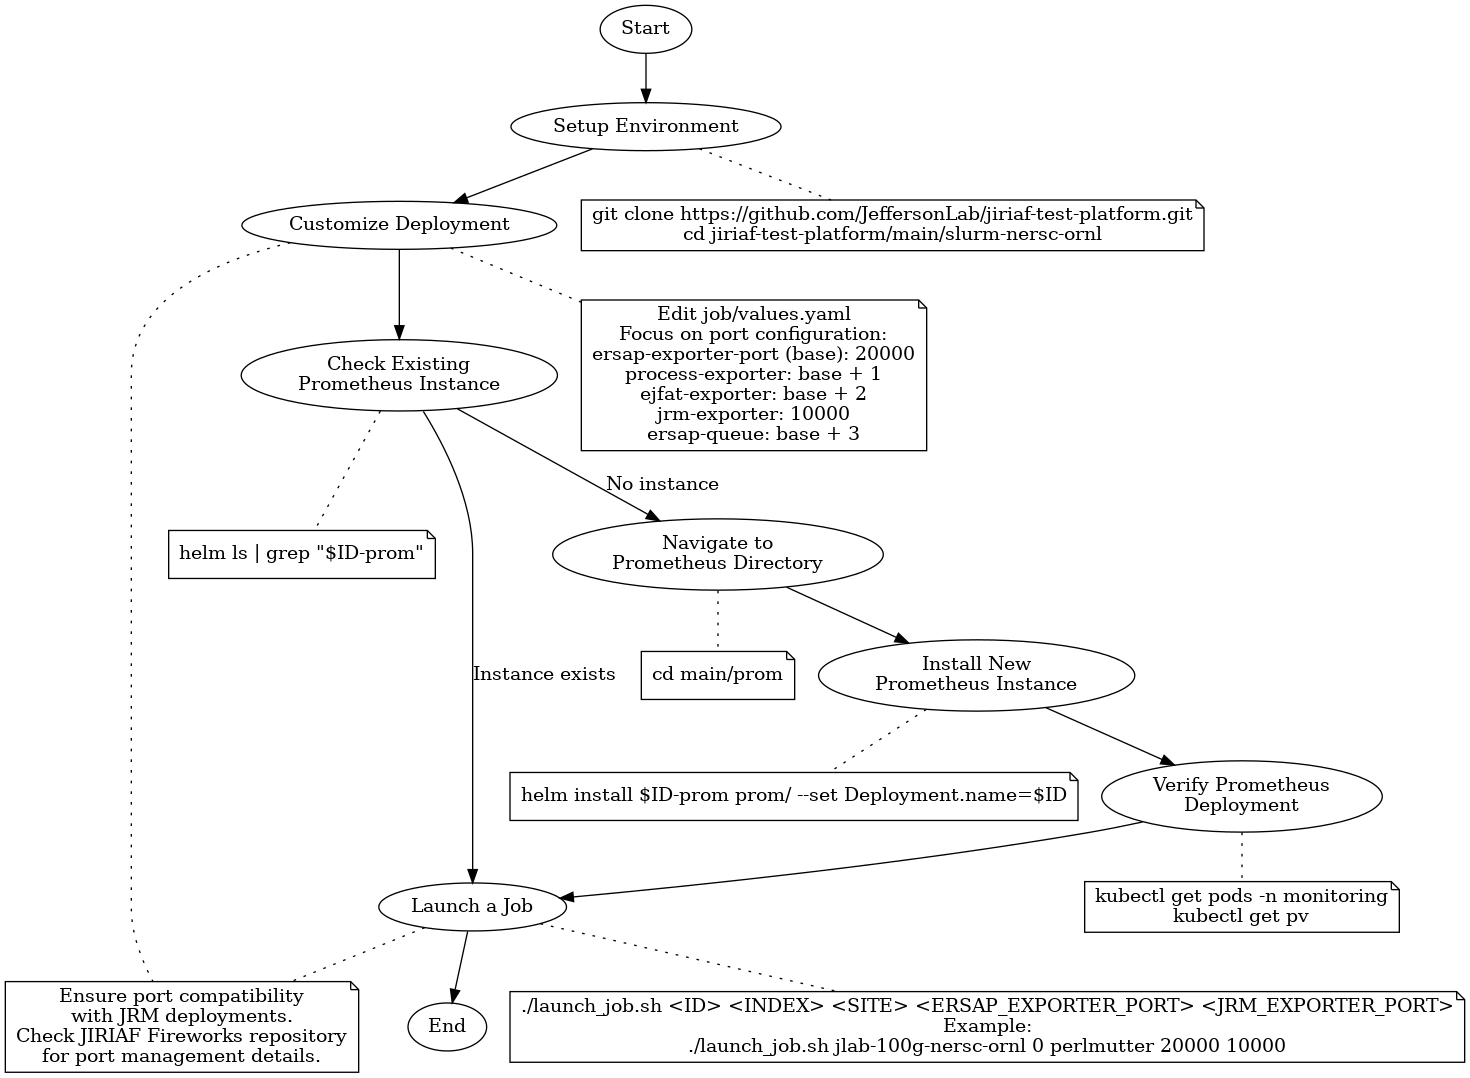 Start
Setup Environment
git clone https://github.com/JeffersonLab/jiriaf-test-platform.git
cd jiriaf-test-platform/main/slurm-nersc-ornl
Customize Deployment
Edit job/values.yaml
Focus on port configuration:
ersap-exporter-port (base): 20000
process-exporter: base + 1
ejfat-exporter: base + 2
jrm-exporter: 10000
ersap-queue: base + 3
Check Existing
Prometheus Instance
No instance
helm ls | grep "$ID-prom"
Navigate to
Prometheus Directory
Instance exists
cd main/prom
Install New
Prometheus Instance
helm install $ID-prom prom/ --set Deployment.name=$ID
Verify Prometheus
Deployment
Launch a Job
kubectl get pods -n monitoring
kubectl get pv
Ensure port compatibility
with JRM deployments.
Check JIRIAF Fireworks repository
for port management details.
End
./launch_job.sh <ID> <INDEX> <SITE> <ERSAP_EXPORTER_PORT> <JRM_EXPORTER_PORT>
Example:
./launch_job.sh jlab-100g-nersc-ornl 0 perlmutter 20000 10000